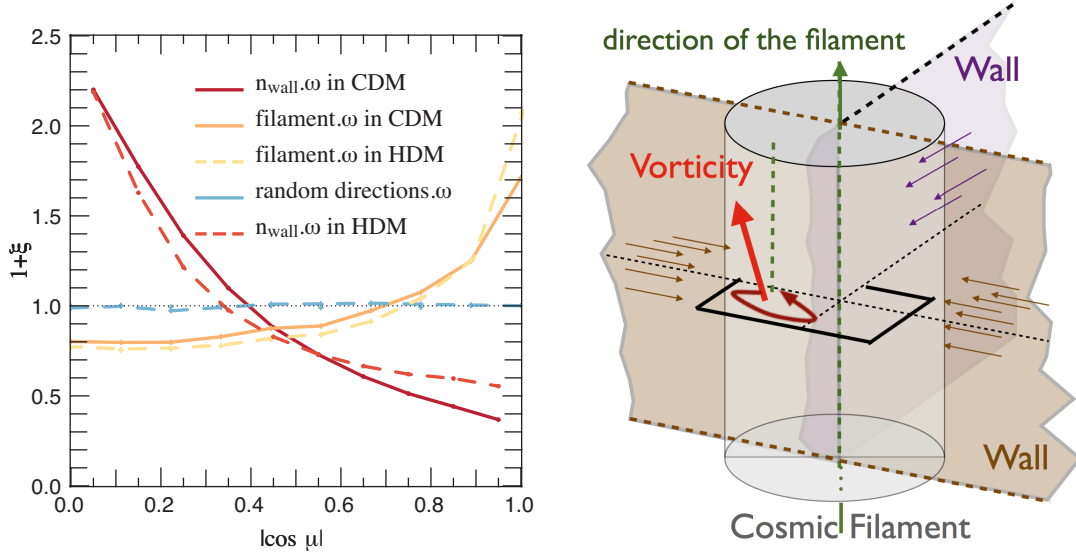 2.5
2.0
1.5
1.0
0.5
0.0
1+ξ
n_wall.ω in CDM
filament.ω in CDM
filament.ω in HDM
random directions.ω
n_wall.ω in HDM
0.0 0.2 0.4 0.6 0.8 1.0
|cos μ|
direction of the filament
Wall
Vorticity
Wall
Cosmic Filament